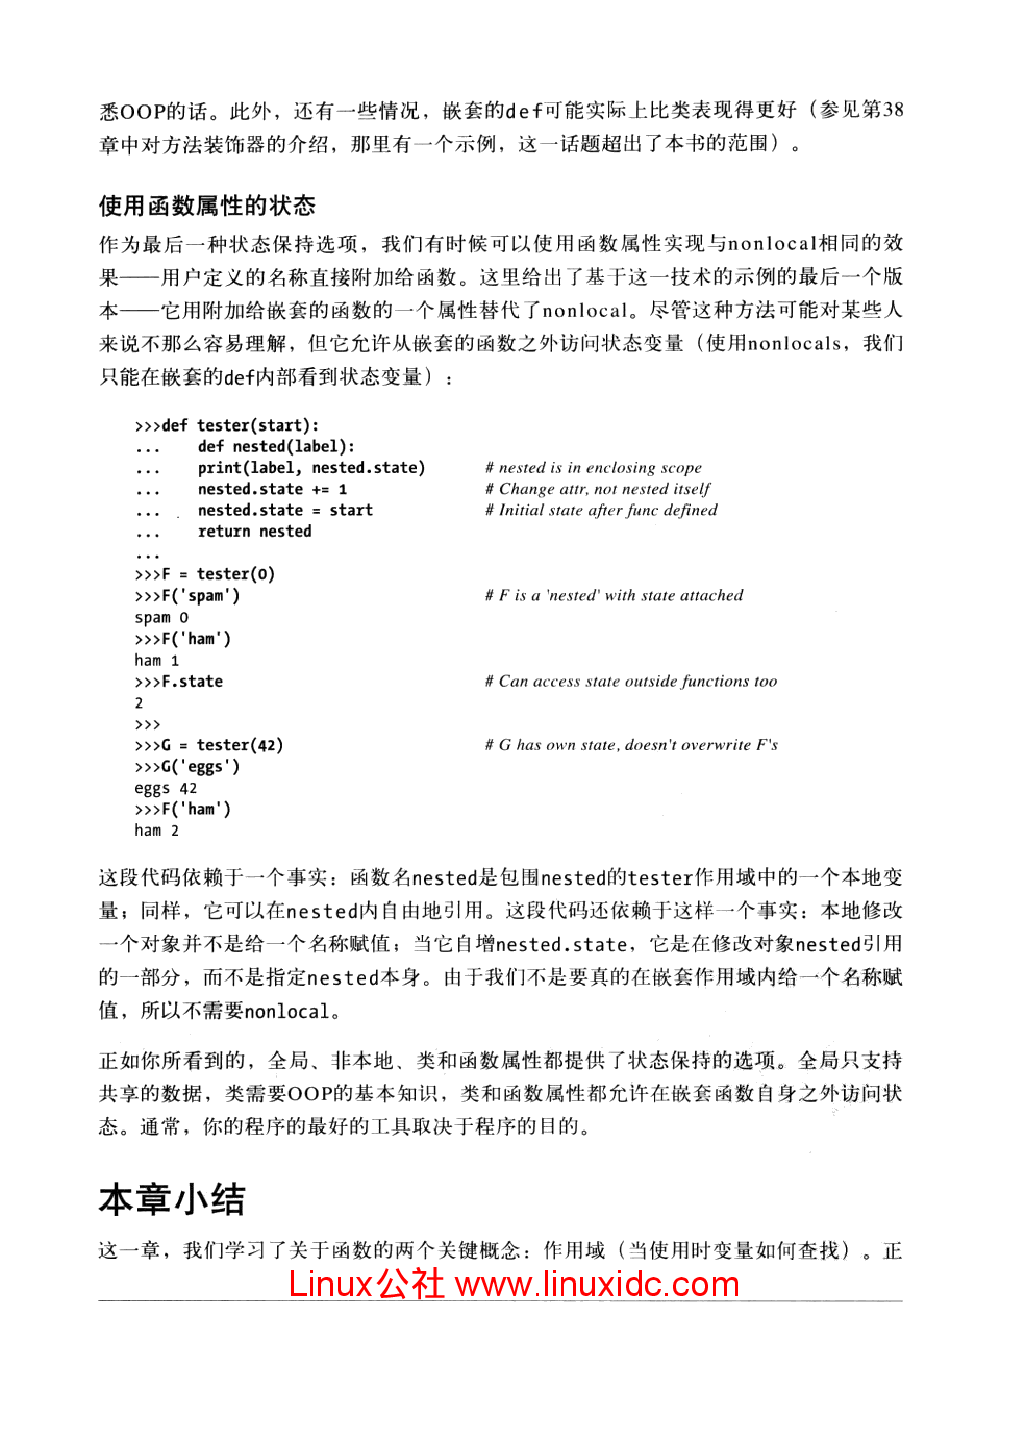 悉OOP的话。此外，还有一些情况，嵌套的def可能实际上比类表现得更好（参见第38
章中对方法装饰器的介绍，那里有一个示例，这一话题超出了本书的范围）。
使用函数属性的状态
作为最后一种状态保持选项，我们有时候可以使用函数属性实现与nonlocal相同的效
果——用户定义的名称直接附加给函数。这里给出了基于这一技术的示例的最后一个版
本——它用附加给嵌套的函数的一个属性替代了nonlocal。尽管这种方法可能对某些人
来说不那么容易理解，但它允许从嵌套的函数之外访问状态变量（使用nonlocals，我们
只能在嵌套的def内部看到状态变量）：
>>>def tester(start):
...     def nested(label):
...     print(label, nested.state)     # nested is in enclosing scope
...     nested.state += 1     # Change attr, not nested itself
...     nested.state = start     # Initial state after func defined
...     return nested
...
>>>F = tester(0)
>>>F('spam')     # F is a 'nested' with state attached
spam 0
>>>F('ham')
ham 1
>>>F.state     # Can access state outside functions too
2
>>>
>>>G = tester(42)     # G has own state, doesn't overwrite F's
>>>G('eggs')
eggs 42
>>>F('ham')
ham 2
这段代码依赖于一个事实：函数名nested是包围nested的tester作用域中的一个本地变
量；同样，它可以在nested内自由地引用。这段代码还依赖于这样一个事实：本地修改
一个对象并不是给一个名称赋值；当它自增nested.state，它是在修改对象nested引用
的一部分，而不是指定nested本身。由于我们不是要真的在嵌套作用域内给一个名称赋
值，所以不需要nonlocal。
正如你所看到的，全局、非本地、类和函数属性都提供了状态保持的选项。全局只支持
共享的数据，类需要OOP的基本知识，类和函数属性都允许在嵌套函数自身之外访问状
态。通常，你的程序的最好的工具取决于程序的目的。
本章小结
这一章，我们学习了关于函数的两个关键概念：作用域（当使用时变量如何查找）。正
Linux公社 www.linuxidc.com